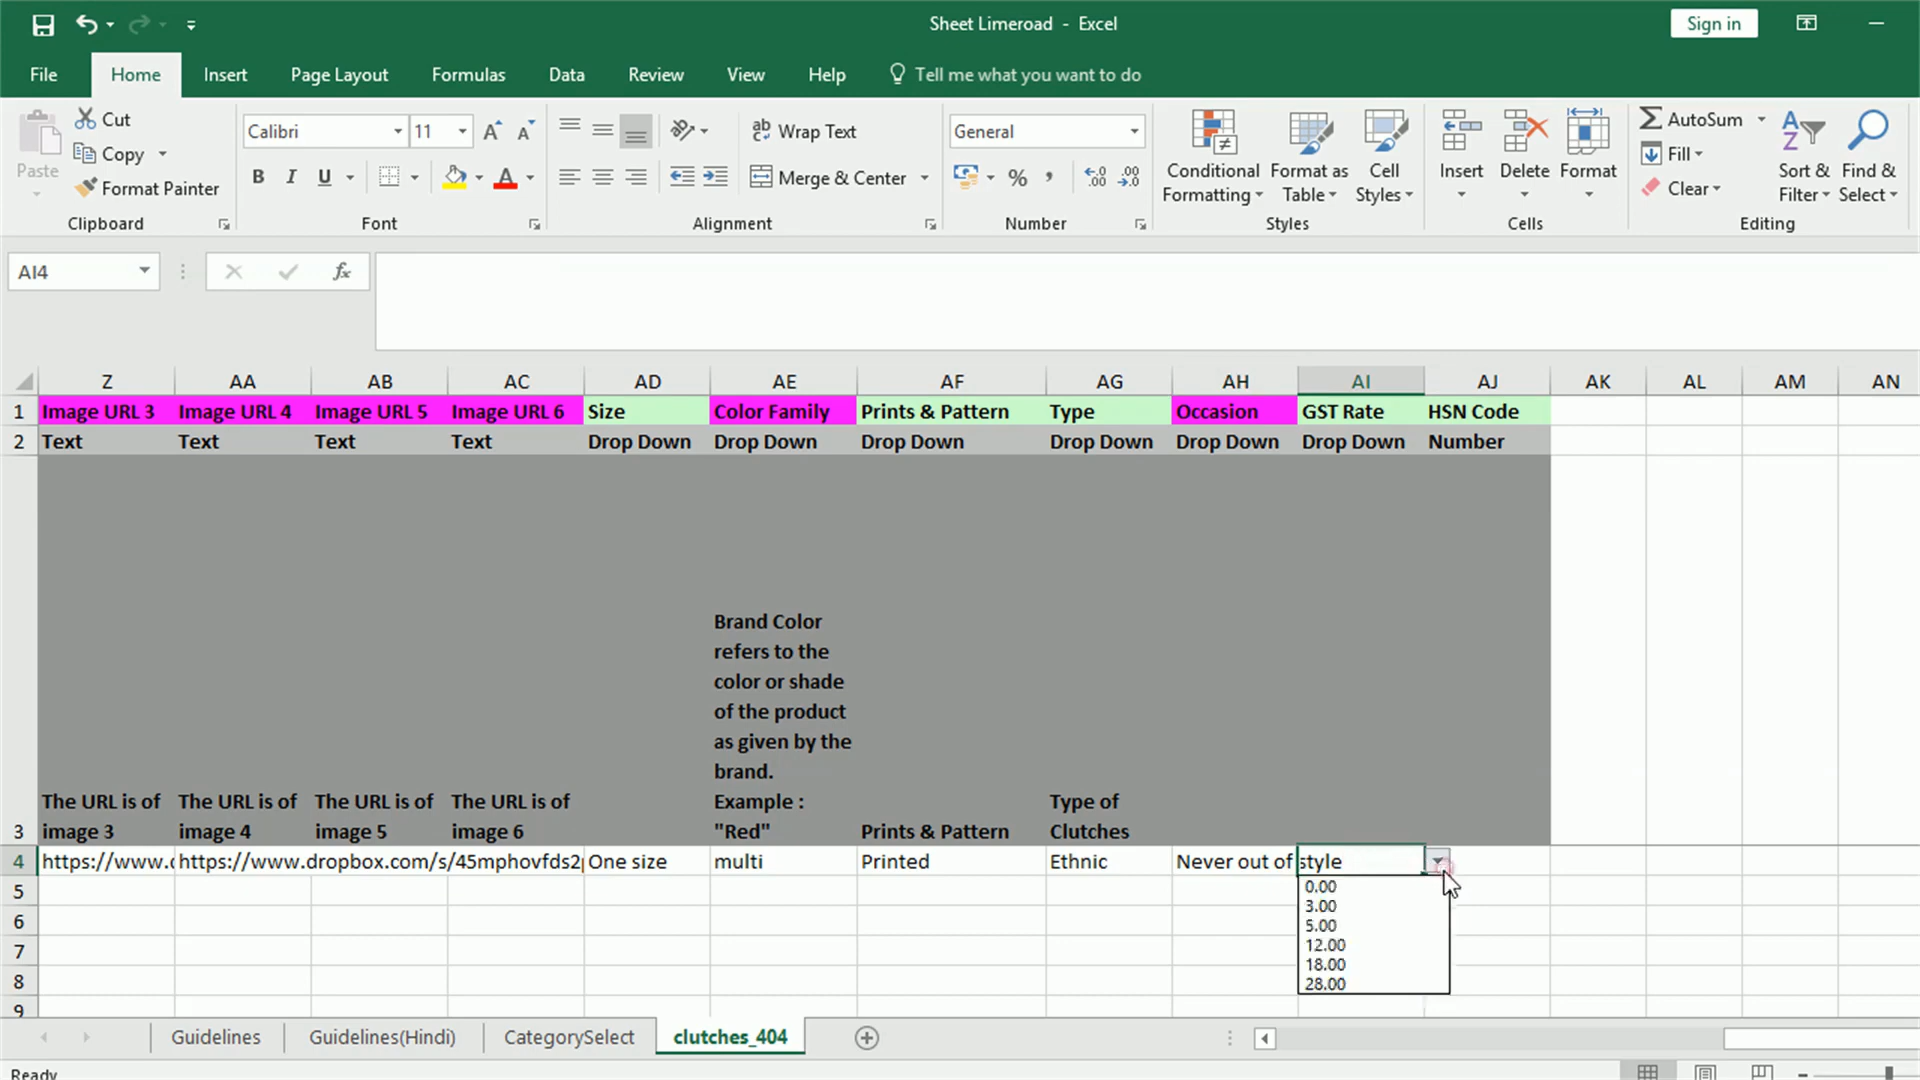 Sheet Limeroad - Excel
Sign in
File Home Insert Page Layout Formulas Data Review View Help Tell me what you want to do
Paste
Cut
Copy
Format Painter
Clipboard
Calibri 11
B I U
Font
Wrap Text
Merge & Center
Alignment
General
%
Number
Conditional Formatting
Format as Table
Cell Styles
Styles
Insert Delete Format
Cells
AutoSum
Fill
Clear
Sort & Filter
Find & Select
Editing
AI4 fx
Z AA AB AC AD AE AF AG AH AI AJ AK AL AM AN
1 Image URL 3 Image URL 4 Image URL 5 Image URL 6 Size Color Family Prints & Pattern Type Occasion GST Rate HSN Code
2 Text Text Text Text Drop Down Drop Down Drop Down Drop Down Drop Down Drop Down Number
Brand Color
refers to the
color or shade
of the product
as given by the
brand.
The URL is of The URL is of The URL is of The URL is of Example : Type of
3 image 3 image 4 image 5 image 6 "Red" Prints & Pattern Clutches
4 https://www.c https://www.dropbox.com/s/45mphovfds2 One size multi Printed Ethnic Never out of style
5
6
7
8
9
0.00
3.00
5.00
12.00
18.00
28.00
Guidelines Guidelines(Hindi) CategorySelect clutches_404
Ready